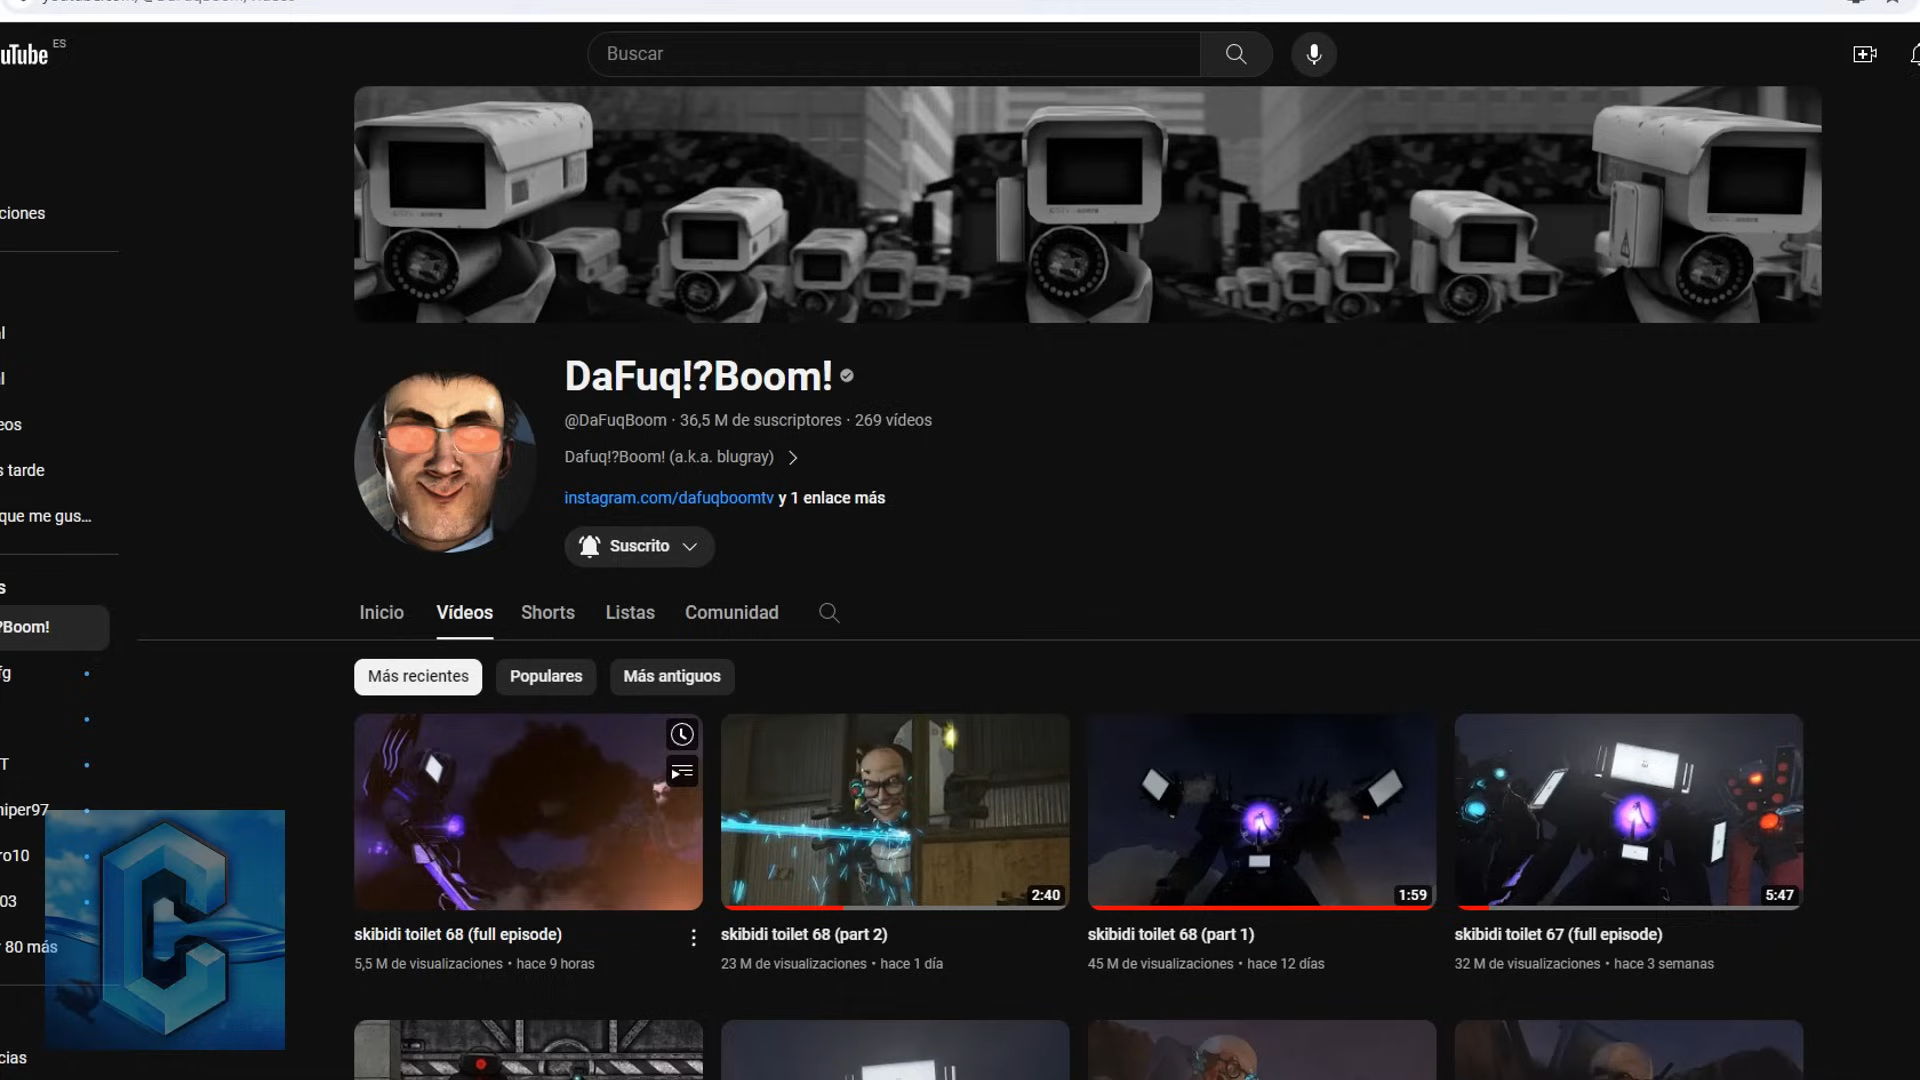 uTube ES
Buscar
ciones
eos
s tarde
que me gus...
DaFuq!?Boom!
@DaFuqBoom · 36,5 M de suscriptores · 269 vídeos
Dafuq!?Boom! (a.k.a. blugray)
instagram.com/dafuqboomtv y 1 enlace más
Suscrito
?Boom!
Inicio Vídeos Shorts Listas Comunidad
fg
Más recientes Populares Más antiguos
T
niper97
ro10
03
r 80 más
cias
2:40
1:59
5:47
skibidi toilet 68 (full episode)
5,5 M de visualizaciones • hace 9 horas
skibidi toilet 68 (part 2)
23 M de visualizaciones • hace 1 día
skibidi toilet 68 (part 1)
45 M de visualizaciones • hace 12 días
skibidi toilet 67 (full episode)
32 M de visualizaciones • hace 3 semanas